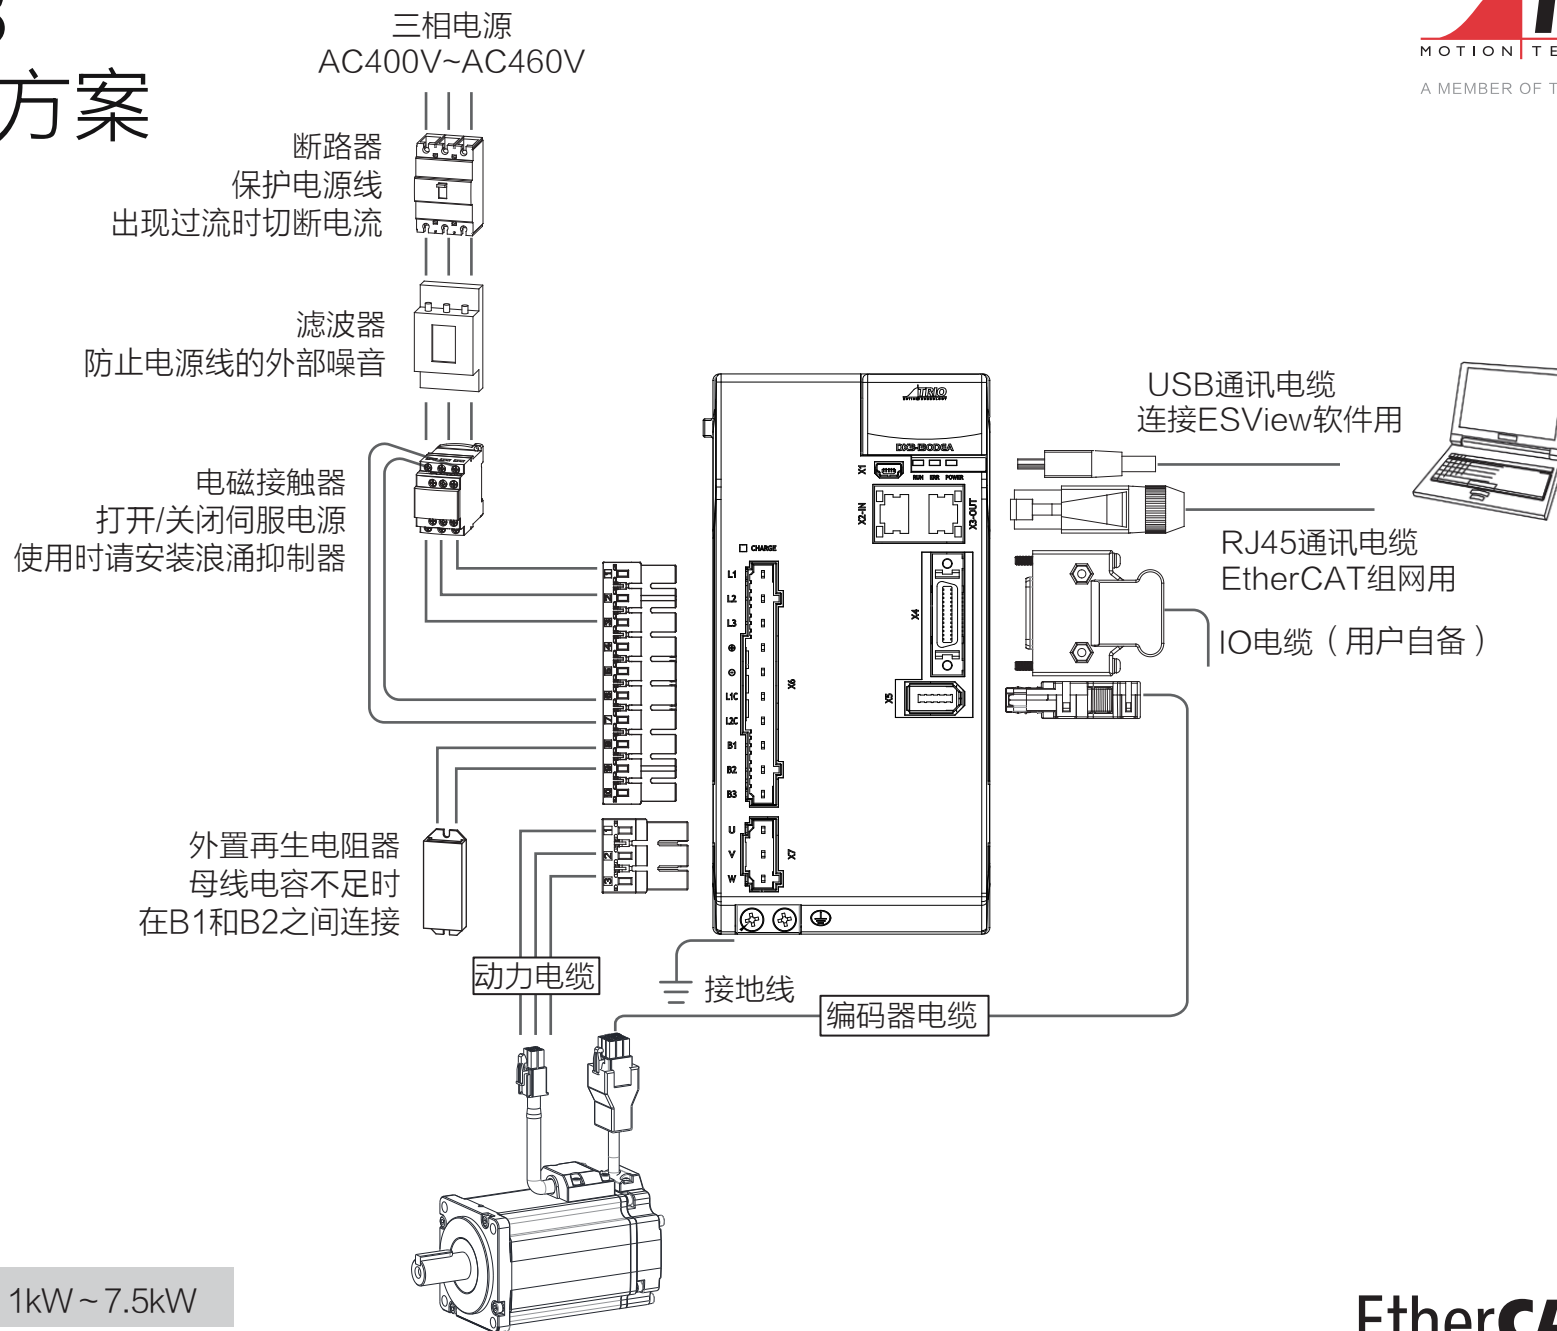 方案
三相电源
AC400V~AC460V
断路器
保护电源线
出现过流时切断电流
滤波器
防止电源线的外部噪音
电磁接触器
打开/关闭伺服电源
使用时请安装浪涌抑制器
外置再生电阻器
母线电容不足时
在B1和B2之间连接
动力电缆
接地线
编码器电缆
TRIO
X1
RUN ERR POWER
X2-IN
X3-OUT
CHARGE
L1
L2
L3
⊕
⊖
L1C
L2C
B1
B2
B3
X6
U
V
W
X7
X4
X5
USB通讯电缆
连接ESView软件用
RJ45通讯电缆
EtherCAT组网用
IO电缆（用户自备）
MOTION TE
A MEMBER OF T
1kW~7.5kW
EtherCA